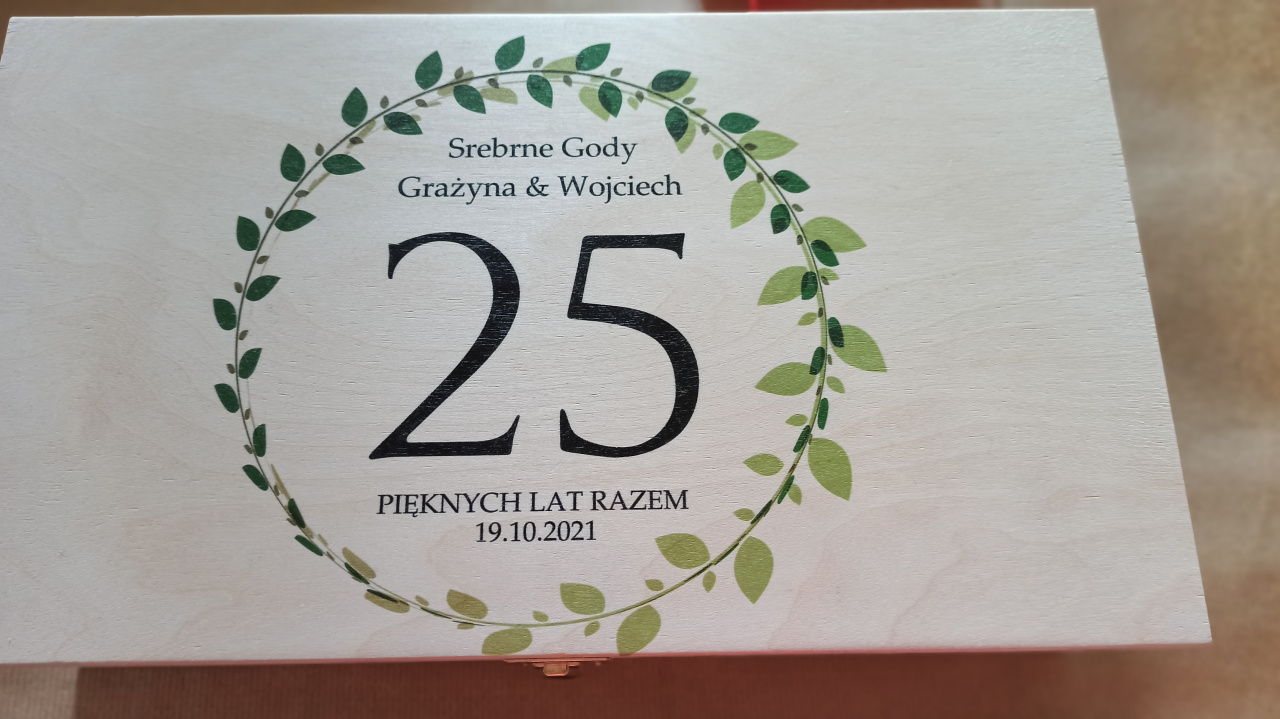 Srebrne Gody
Grażyna & Wojciech
25
PIĘKNYCH LAT RAZEM
19.10.2021